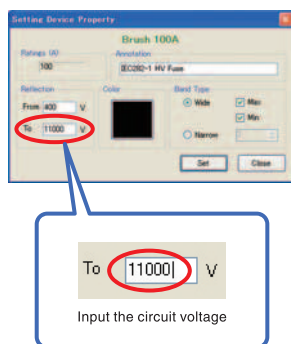 Setting Device Property
Brush 100A
Ratings (A)
100
Annotation
IEC282-1 HV Fuse
Reflection
From 400 V
To 11000 V
Color
Band Type
Wide
Max
Min
Narrow
Set
Close
To 11000 V
Input the circuit voltage